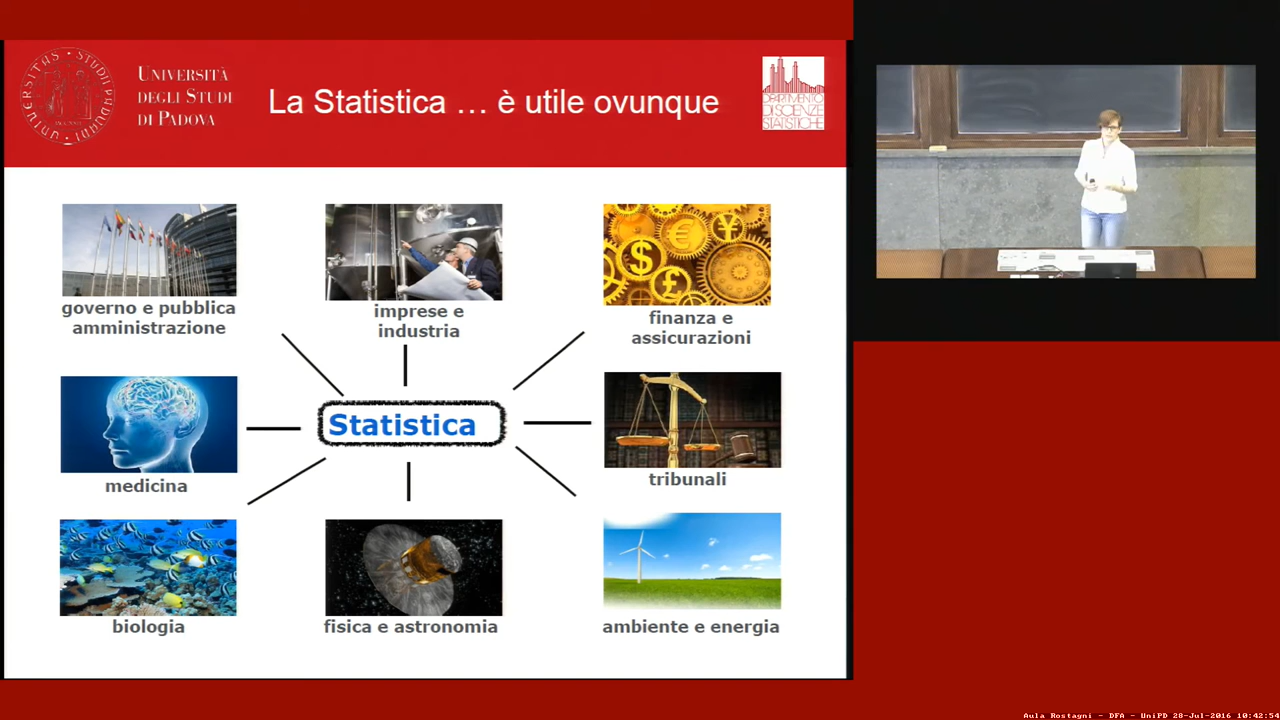 UNIVERSITÀ
DEGLI STUDI
DI PADOVA
La Statistica … è utile ovunque
DIPARTIMENTO
DI SCIENZE
STATISTICHE
governo e pubblica
amministrazione
imprese e
industria
finanza e
assicurazioni
Statistica
medicina
tribunali
biologia
fisica e astronomia
ambiente e energia
Aula Rostagni - DFA - UniPD 28-Jul-2016 10:42:54